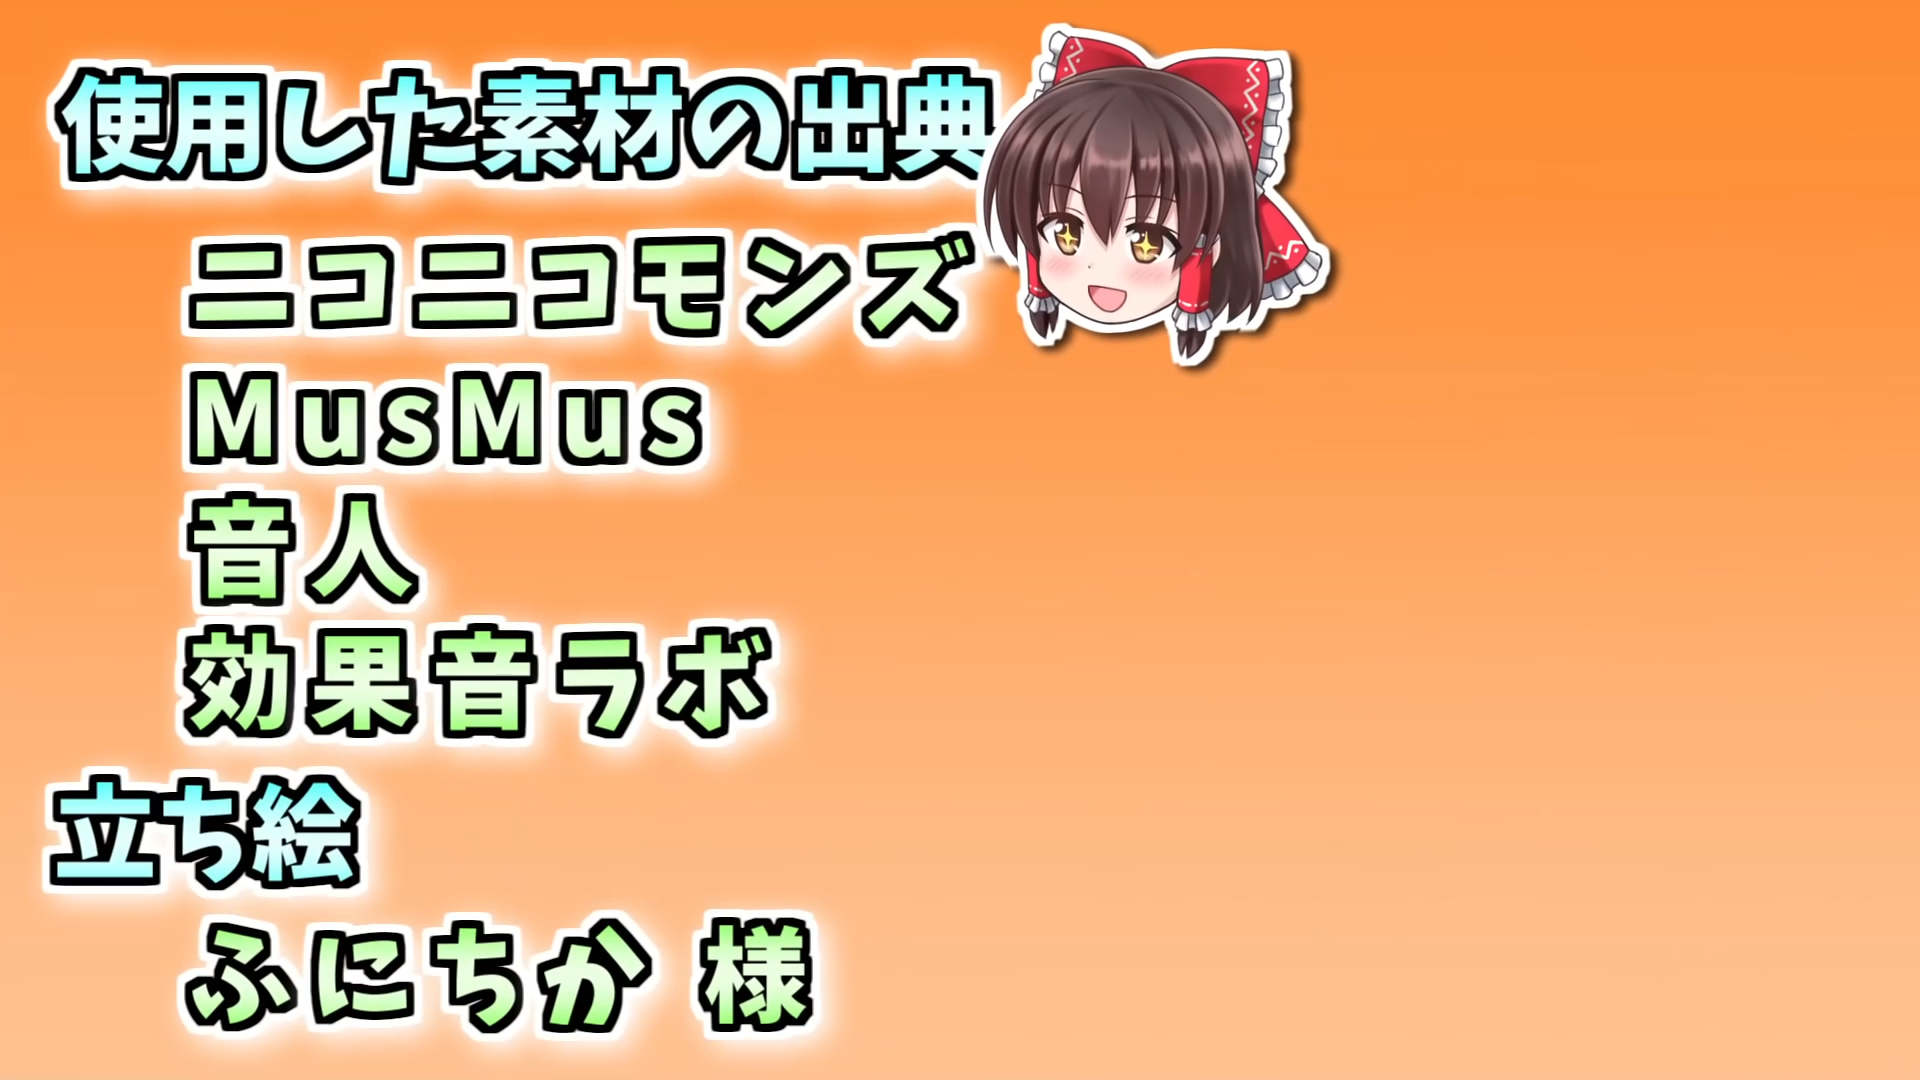 使用した素材の出典
ニコニコモンズ
MusMus
音人
効果音ラボ
立ち絵
ふにちか 様